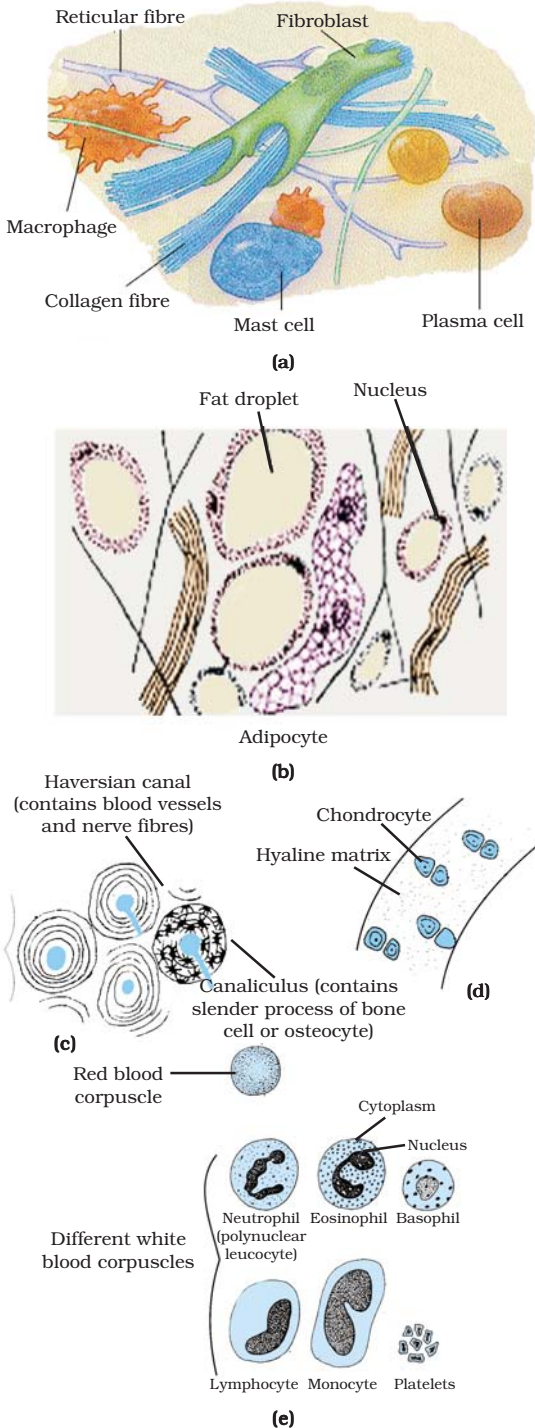 Reticular fibre
Fibroblast
Macrophage
Collagen fibre
Mast cell
Plasma cell
(a)
Fat droplet
Nucleus
Adipocyte
(b)
Haversian canal
(contains blood vessels
and nerve fibres)
Chondrocyte
Hyaline matrix
Canaliculus (contains
slender process of bone
cell or osteocyte)
(c)
(d)
Red blood
corpuscle
Cytoplasm
Nucleus
Neutrophil
(polynuclear
leucocyte)
Eosinophil
Basophil
Different white
blood corpuscles
Lymphocyte
Monocyte
Platelets
(e)